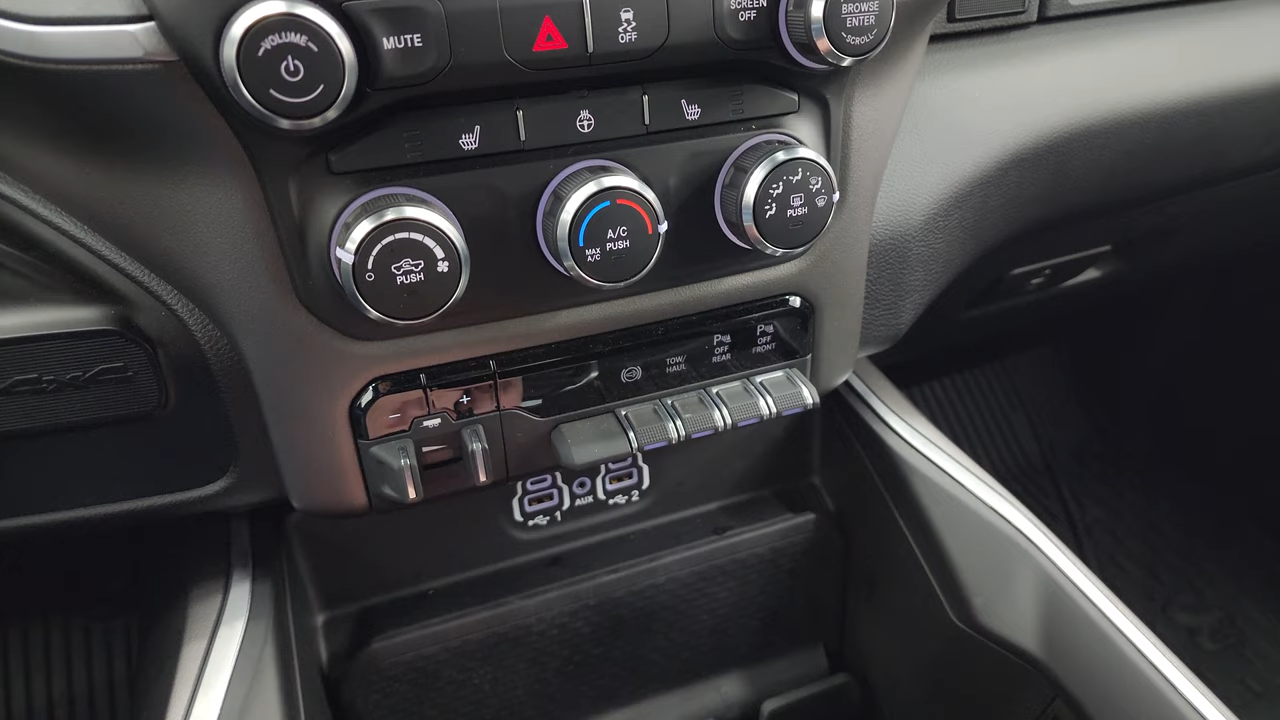 VOLUME
MUTE
OFF
SCREEN
OFF
BROWSE
ENTER
SCROLL
PUSH
A/C
PUSH
MAX
A/C
PUSH
- +
TOW/
HAUL
P
OFF
REAR
P
OFF
FRONT
1
AUX
2
4X4